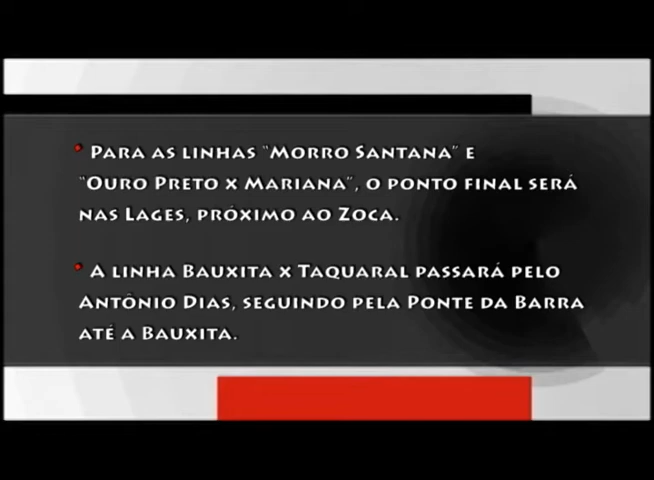 • PARA AS LINHAS "MORRO SANTANA" E
"OURO PRETO X MARIANA", O PONTO FINAL SERÁ
NAS LAGES, PRÓXIMO AO ZOCA.
• A LINHA BAUXITA X TAQUARAL PASSARÁ PELO
ANTÔNIO DIAS, SEGUINDO PELA PONTE DA BARRA
ATÉ A BAUXITA.